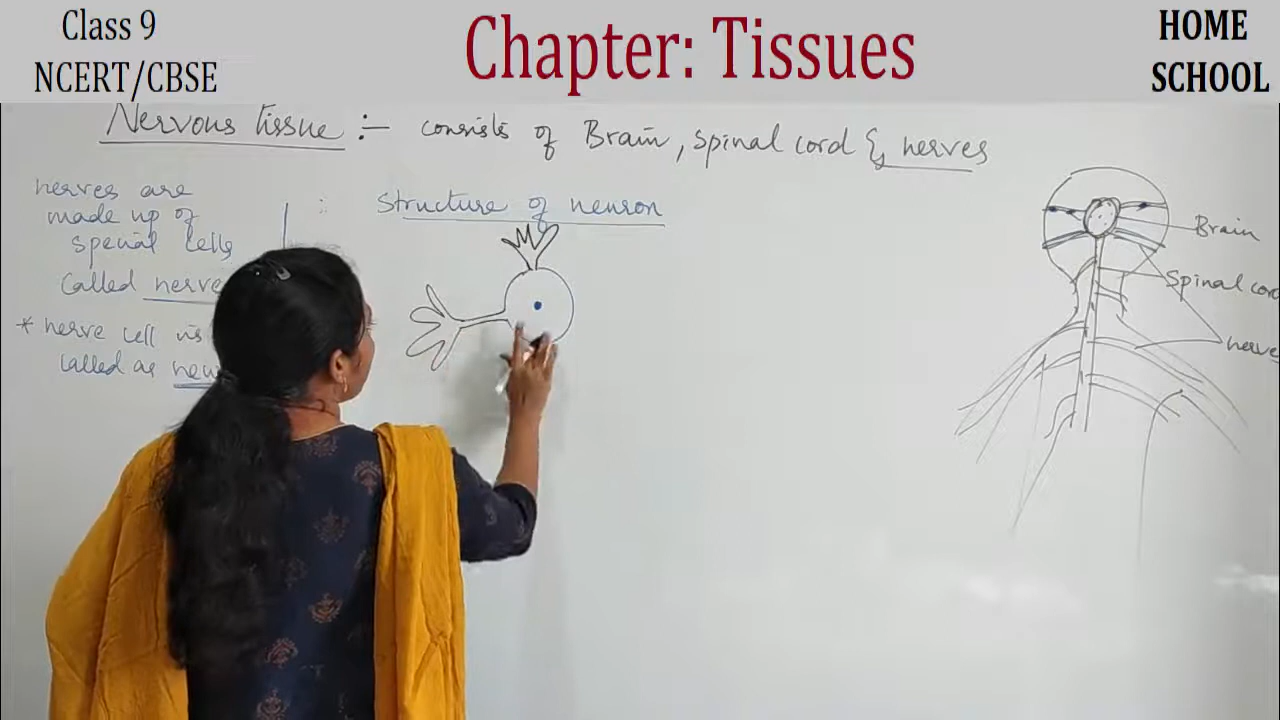 Class 9
NCERT/CBSE
Chapter: Tissues
HOME
SCHOOL
Nervous tissue :- consists of Brain, spinal cord & nerves
nerves are
made up of
special cells
called nerve
* nerve cell is
called as
structure of neuron
Brain
Spinal cord
nerve